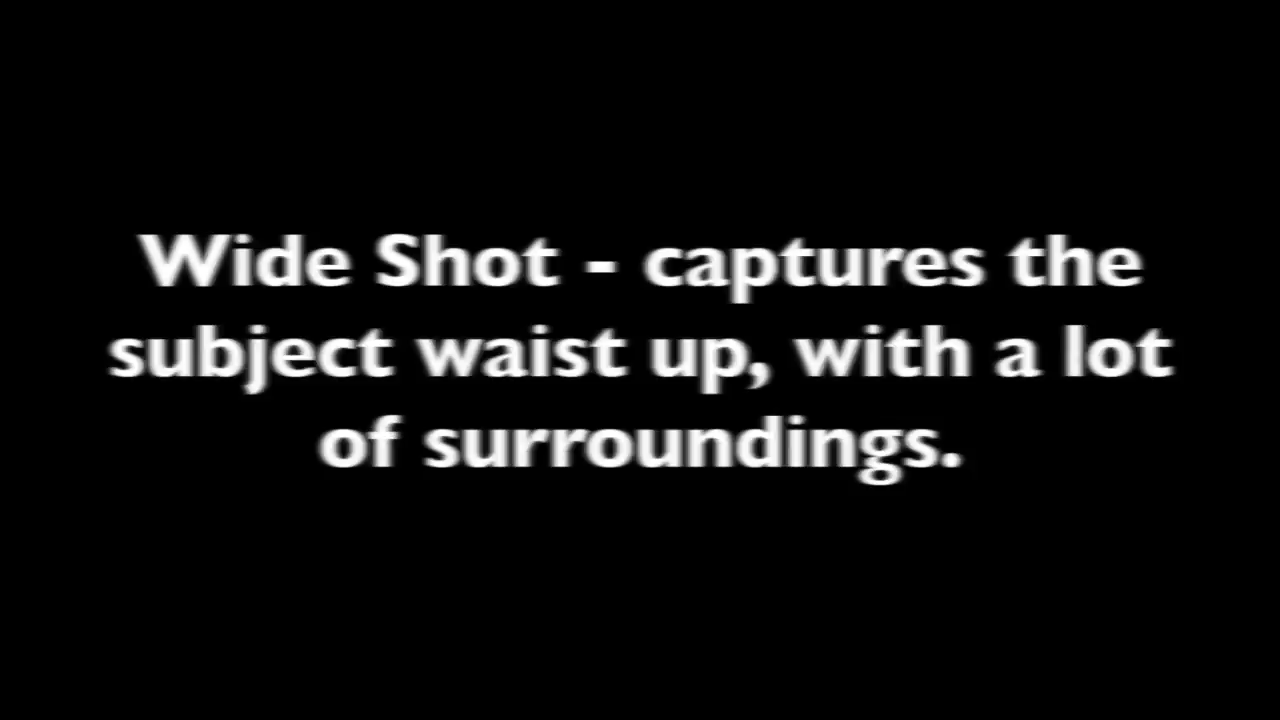 Wide Shot - captures the
subject waist up, with a lot
of surroundings.